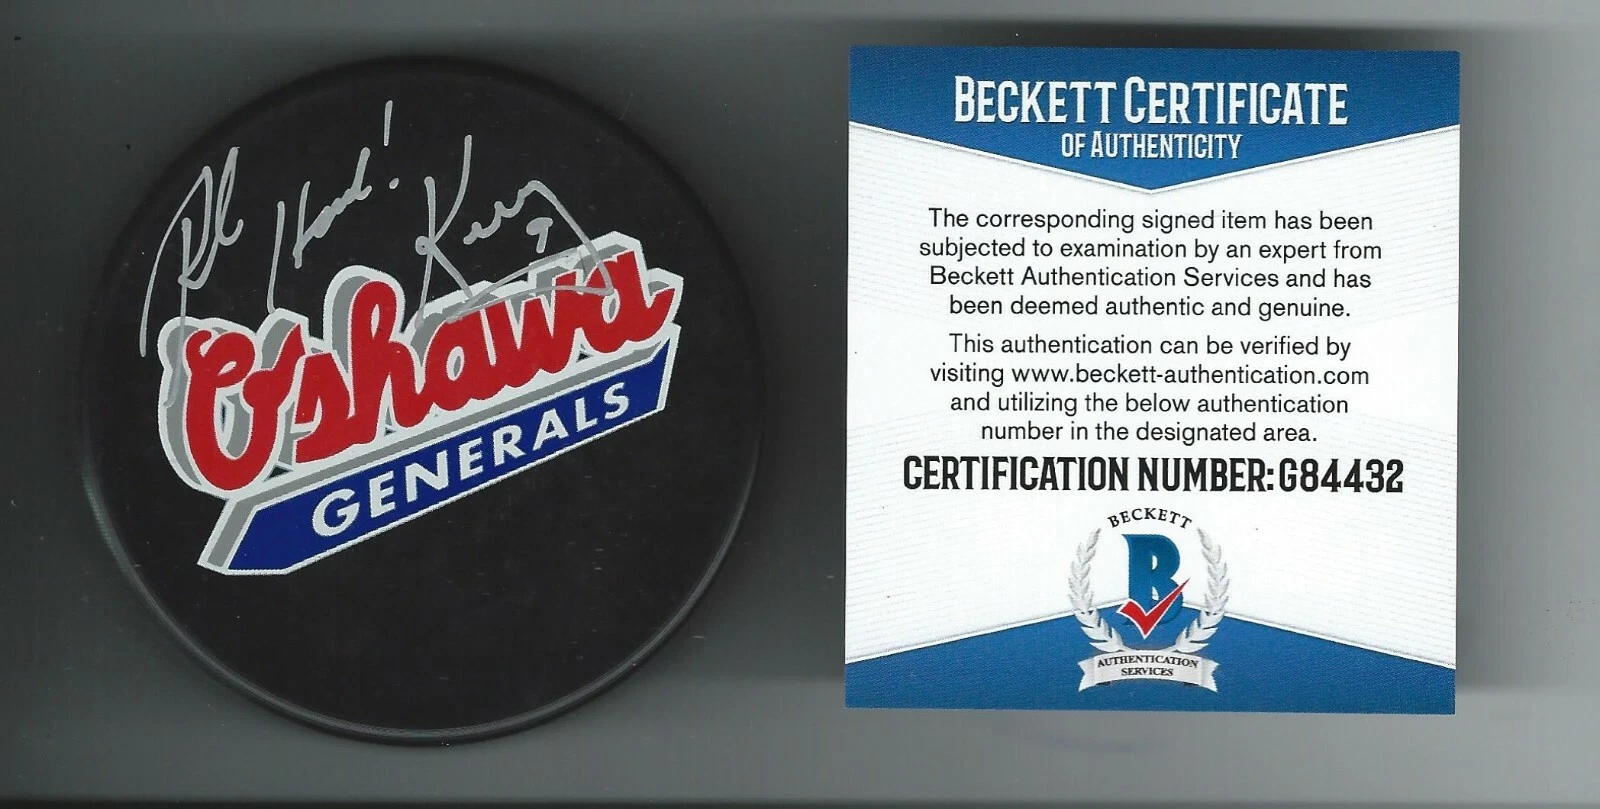 Oshawa
GENERALS
BECKETT CERTIFICATE
OF AUTHENTICITY
The corresponding signed item has been
subjected to examination by an expert from
Beckett Authentication Services and has
been deemed authentic and genuine.
This authentication can be verified by
visiting www.beckett-authentication.com
and utilizing the below authentication
number in the designated area.
CERTIFICATION NUMBER:G84432
BECKETT
B
AUTHENTICATION
SERVICES